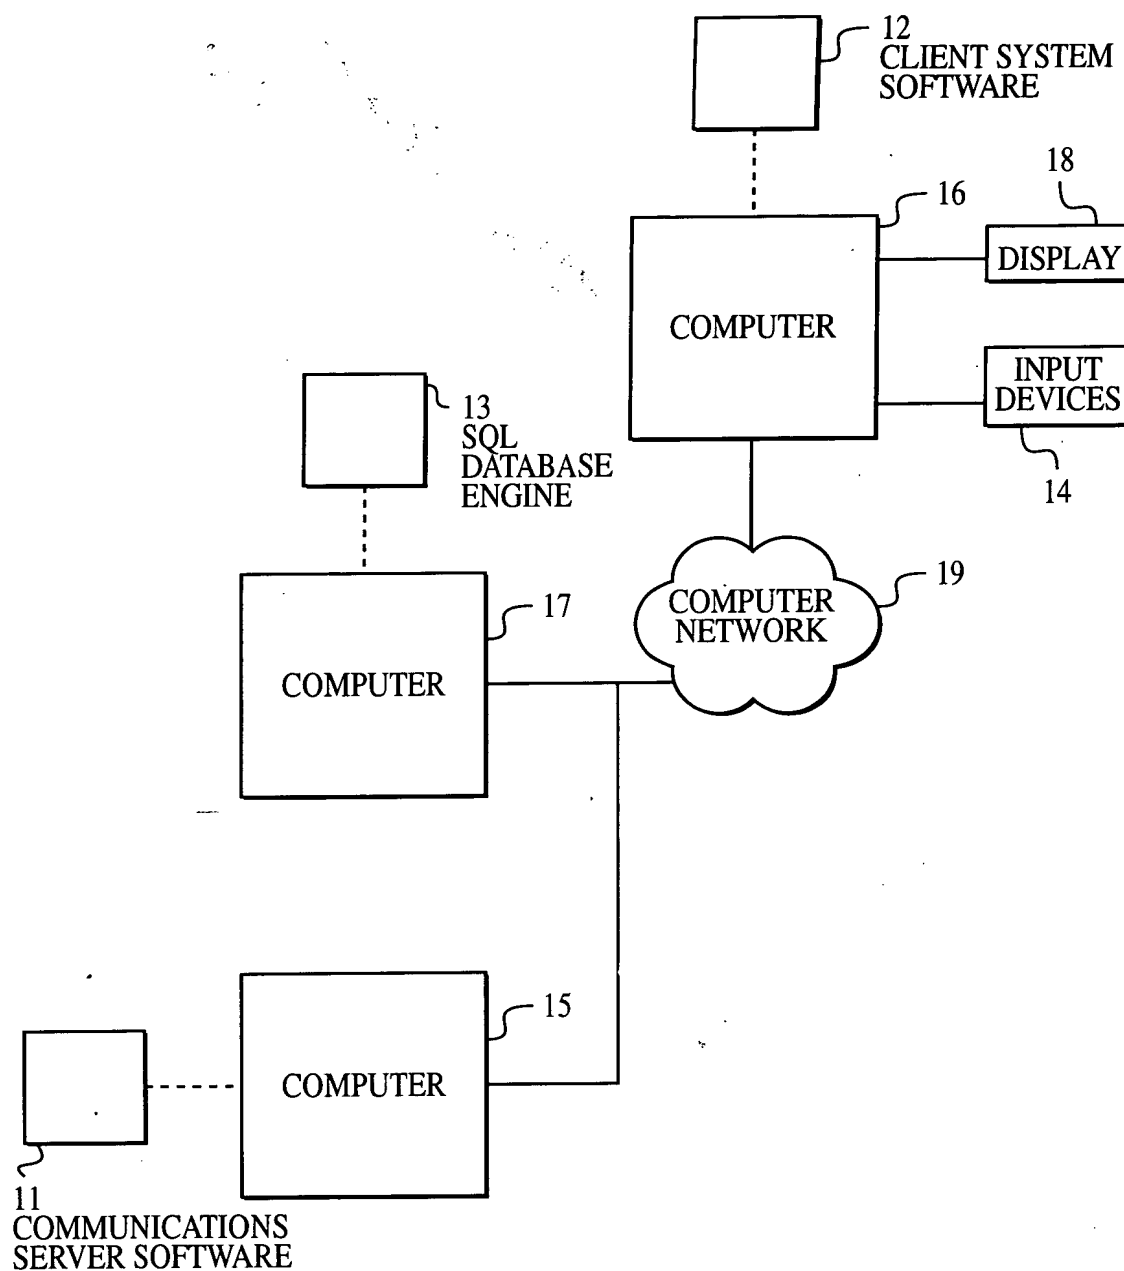 12
CLIENT SYSTEM
SOFTWARE
18
16
DISPLAY
COMPUTER
INPUT
DEVICES
14
13
SQL
DATABASE
ENGINE
19
COMPUTER
NETWORK
17
COMPUTER
15
COMPUTER
11
COMMUNICATIONS
SERVER SOFTWARE